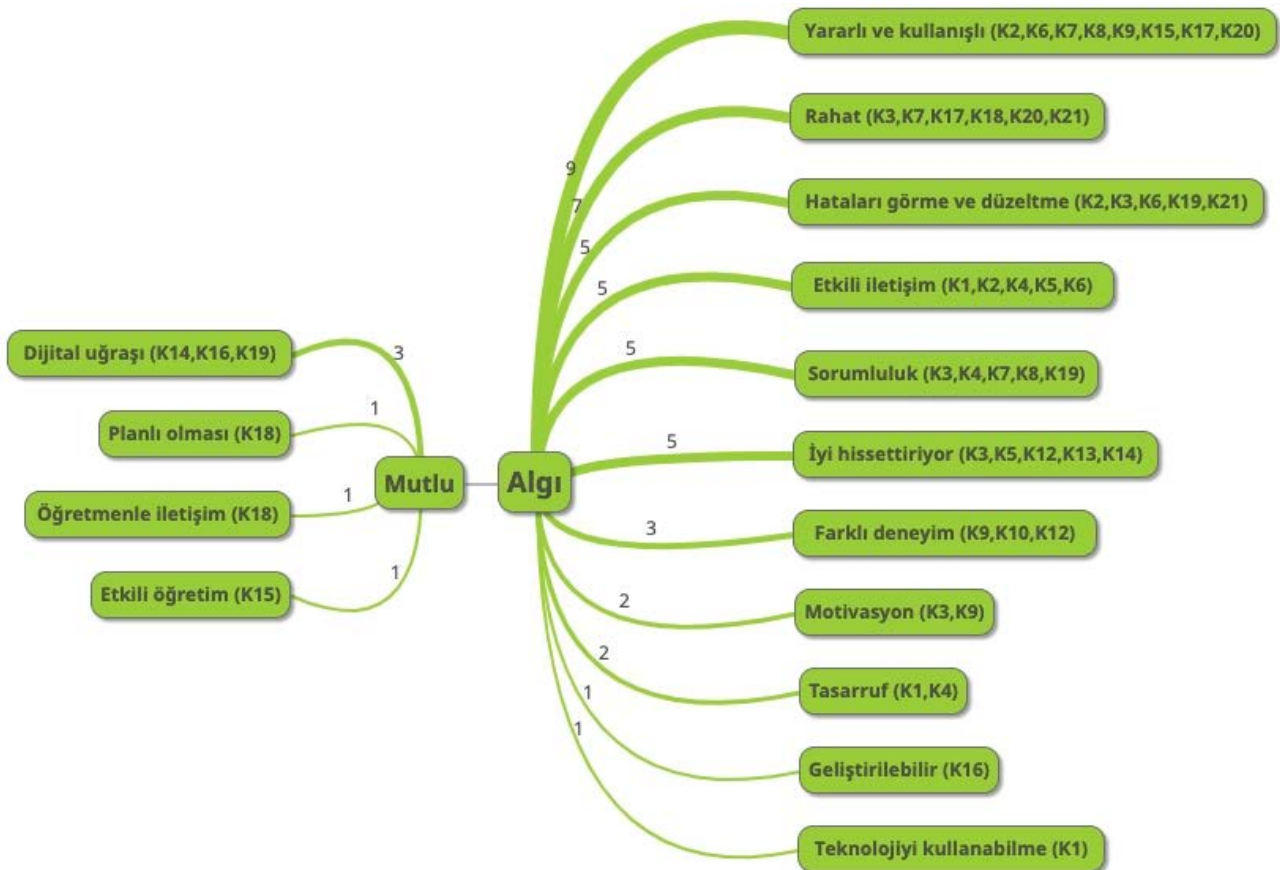 Yararlı ve kullanışlı (K2,K6,K7,K8,K9,K15,K17,K20)
9
Rahat (K3,K7,K17,K18,K20,K21)
7
Hataları görme ve düzeltme (K2,K3,K6,K19,K21)
5
Etkili iletişim (K1,K2,K4,K5,K6)
5
Sorumluluk (K3,K4,K7,K8,K19)
5
İyi hissettiriyor (K3,K5,K12,K13,K14)
5
Farklı deneyim (K9,K10,K12)
3
Motivasyon (K3,K9)
2
Tasarruf (K1,K4)
2
Geliştirilebilir (K16)
1
Teknolojiyi kullanabilme (K1)
1
Algı
Mutlu
Dijital uğraşı (K14,K16,K19)
3
Planlı olması (K18)
1
Öğretmenle iletişim (K18)
1
Etkili öğretim (K15)
1